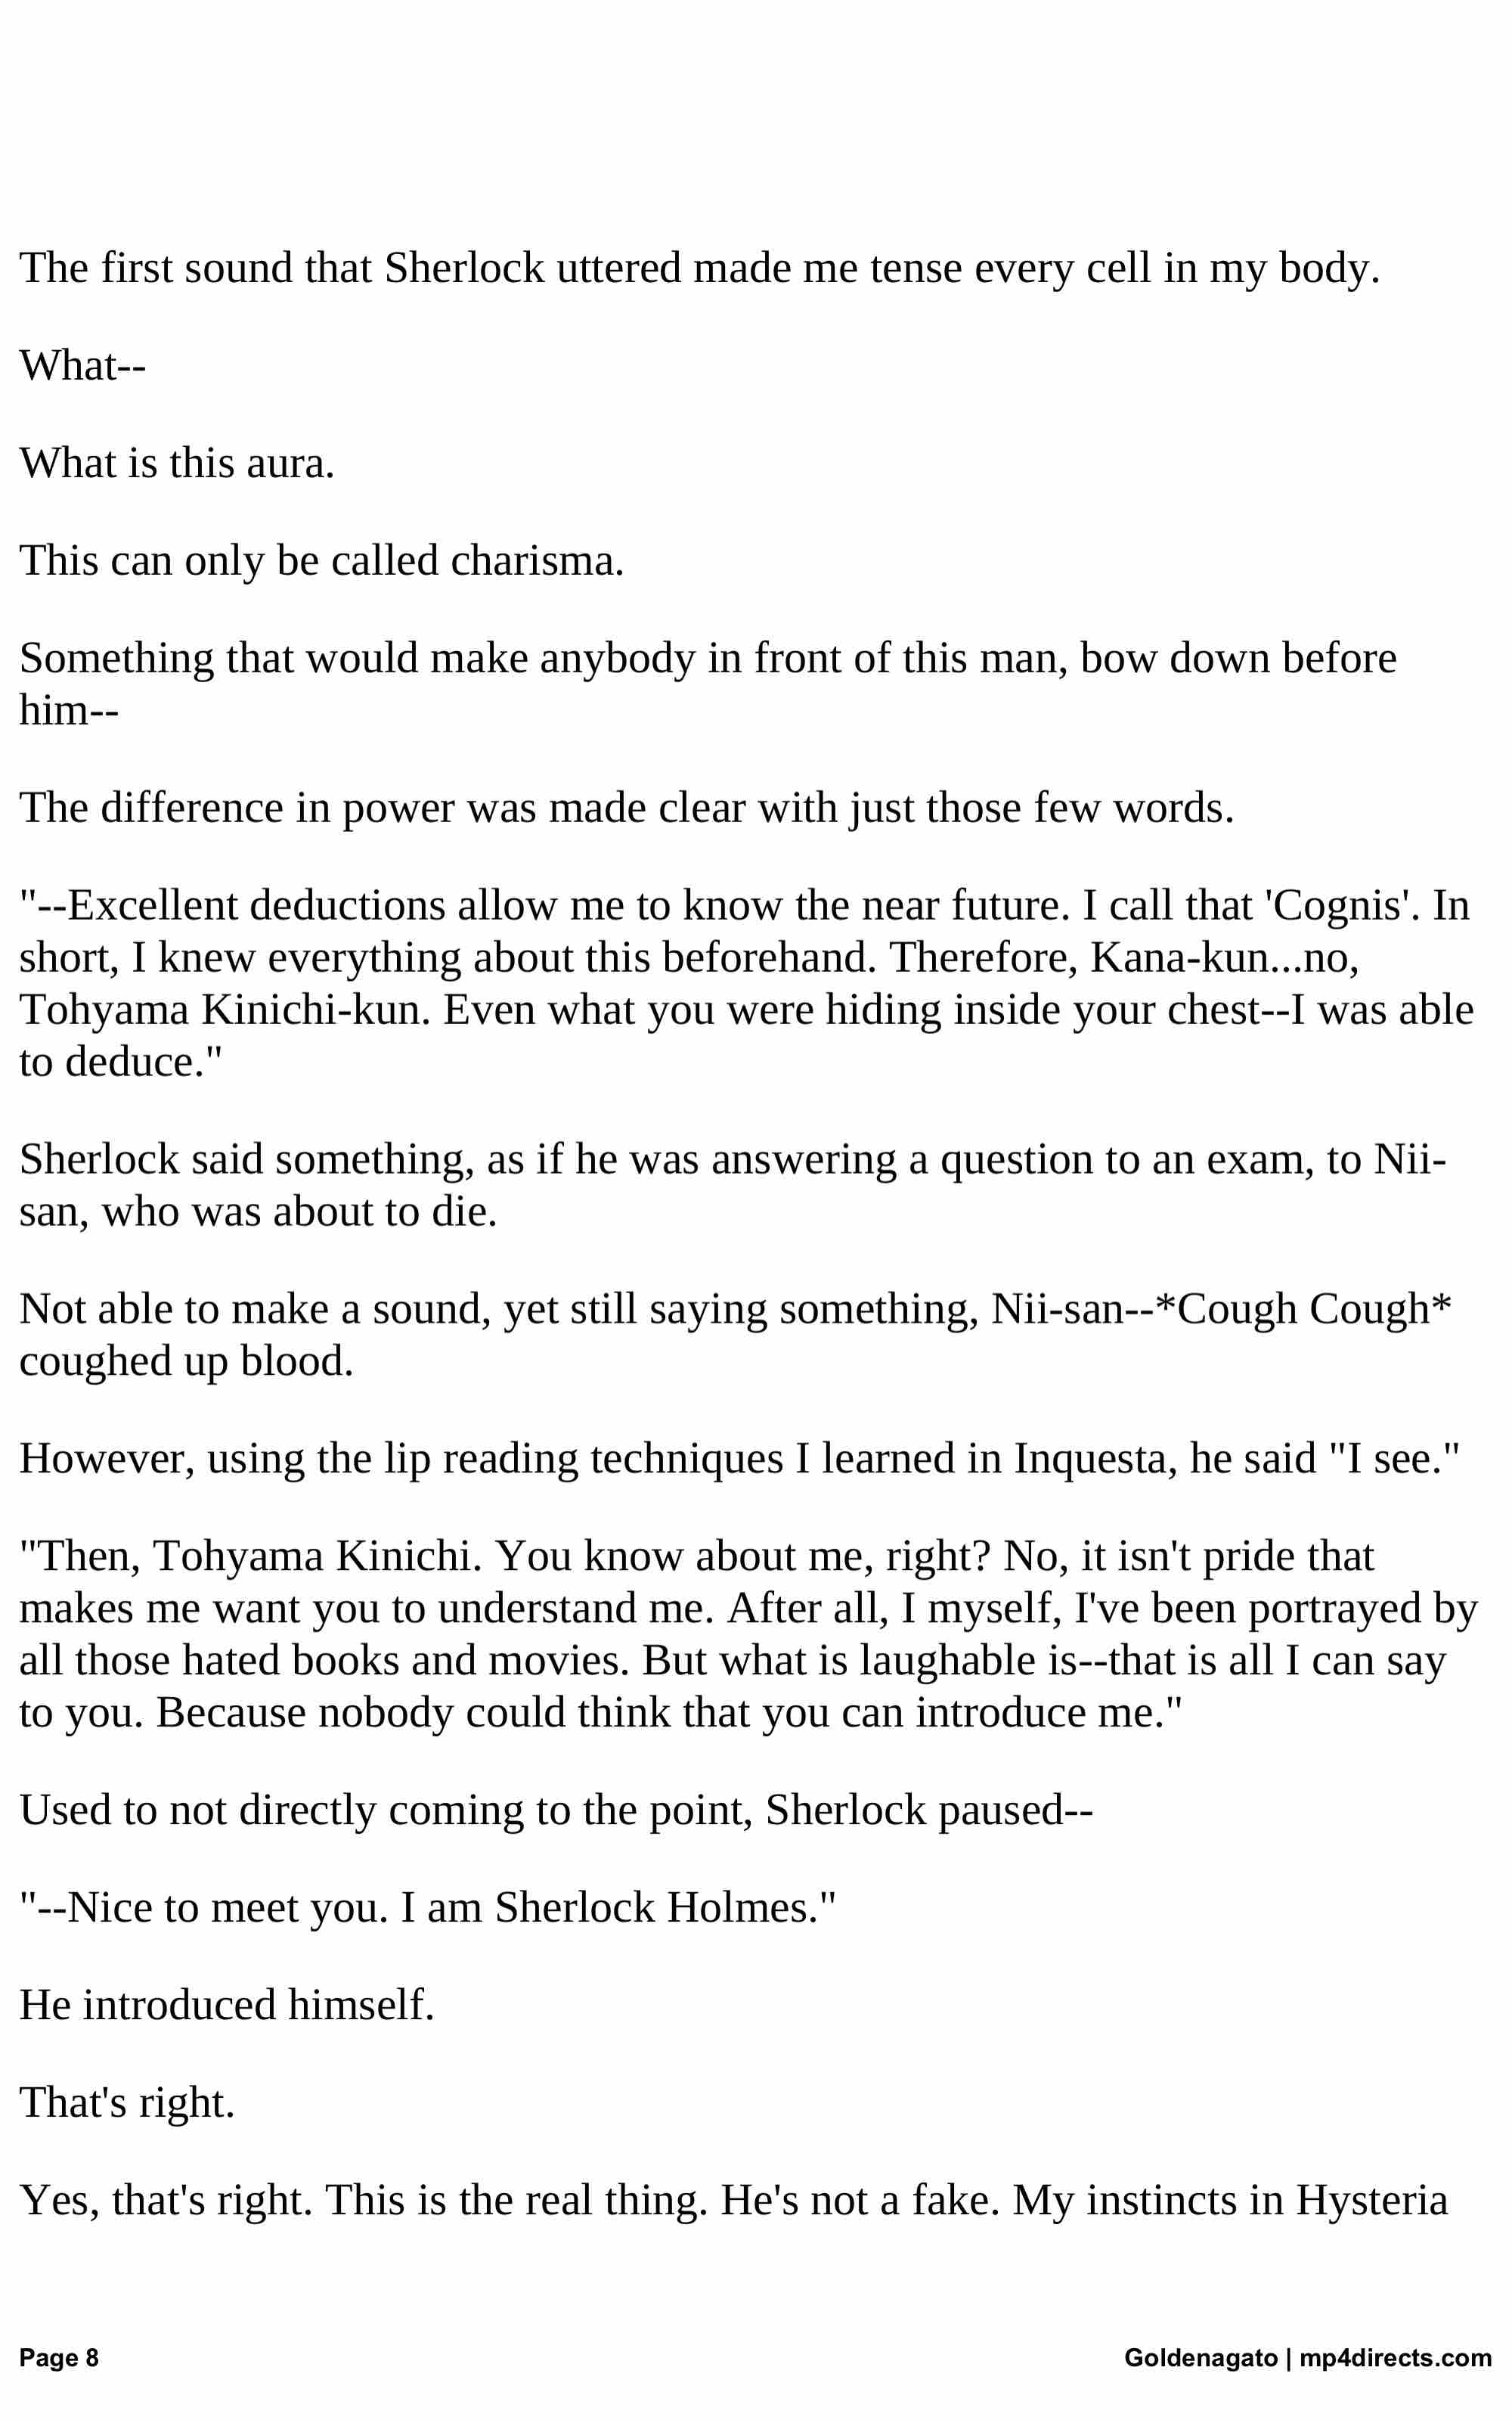 The first sound that Sherlock uttered made me tense every cell in my body.
What--
What is this aura.
This can only be called charisma.
Something that would make anybody in front of this man, bow down before
him--
The difference in power was made clear with just those few words.
"--Excellent deductions allow me to know the near future. I call that 'Cognis'. In
short, I knew everything about this beforehand. Therefore, Kana-kun...no,
Tohyama Kinichi-kun. Even what you were hiding inside your chest--I was able
to deduce."
Sherlock said something, as if he was answering a question to an exam, to Nii-
san, who was about to die.
Not able to make a sound, yet still saying something, Nii-san--*Cough Cough*
coughed up blood.
However, using the lip reading techniques I learned in Inquesta, he said "I see."
"Then, Tohyama Kinichi. You know about me, right? No, it isn't pride that
makes me want you to understand me. After all, I myself, I've been portrayed by
all those hated books and movies. But what is laughable is--that is all I can say
to you. Because nobody could think that you can introduce me."
Used to not directly coming to the point, Sherlock paused--
"--Nice to meet you. I am Sherlock Holmes."
He introduced himself.
That's right.
Yes, that's right. This is the real thing. He's not a fake. My instincts in Hysteria
Page 8
Goldenagato | mp4directs.com